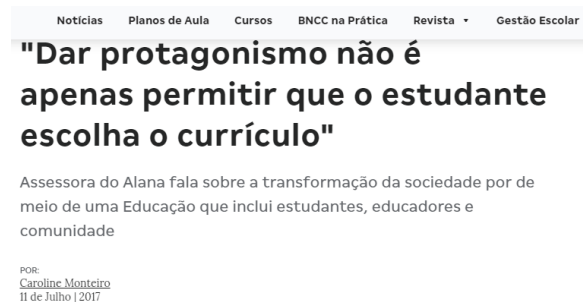 Notícias Planos de Aula Cursos BNCC na Prática Revista Gestão Escolar
"Dar protagonismo não é
apenas permitir que o estudante
escolha o currículo"
Assessora do Alana fala sobre a transformação da sociedade por de
meio de uma Educação que inclui estudantes, educadores e
comunidade
POR:
Caroline Monteiro
11 de Julho | 2017